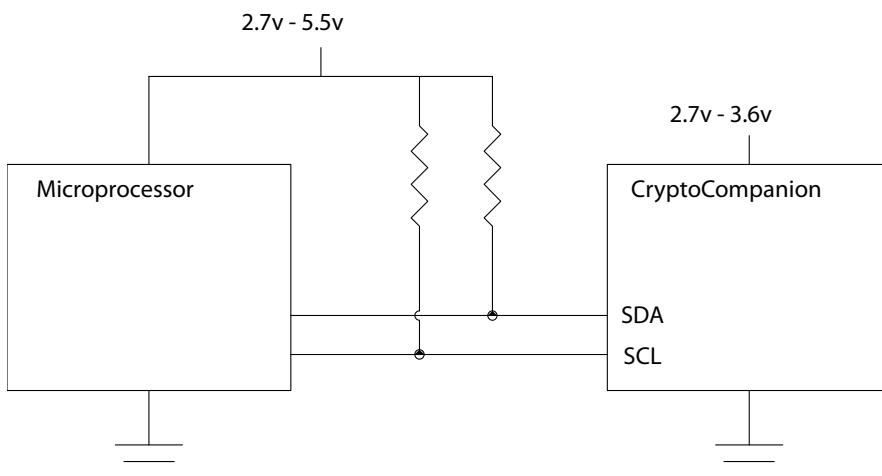 2.7v - 5.5v
2.7v - 3.6v
Microprocessor
CryptoCompanion
SDA
SCL